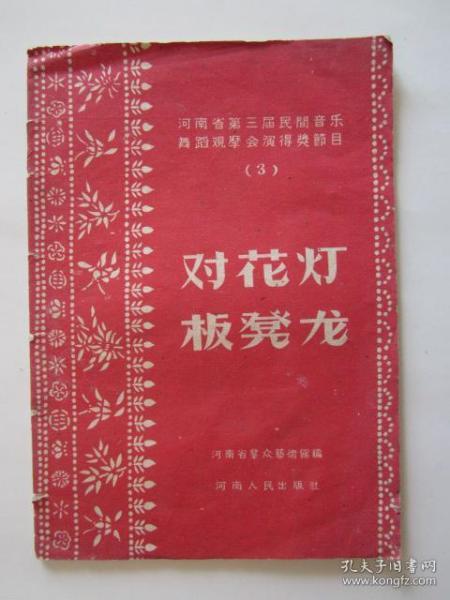 河南省第三届民間音乐
舞蹈观摩会演得獎節目
(3)
对花灯
板凳龙
河南省羣众藝術館編
河南人民出版社
孔夫子旧書网
www.kongfz.com